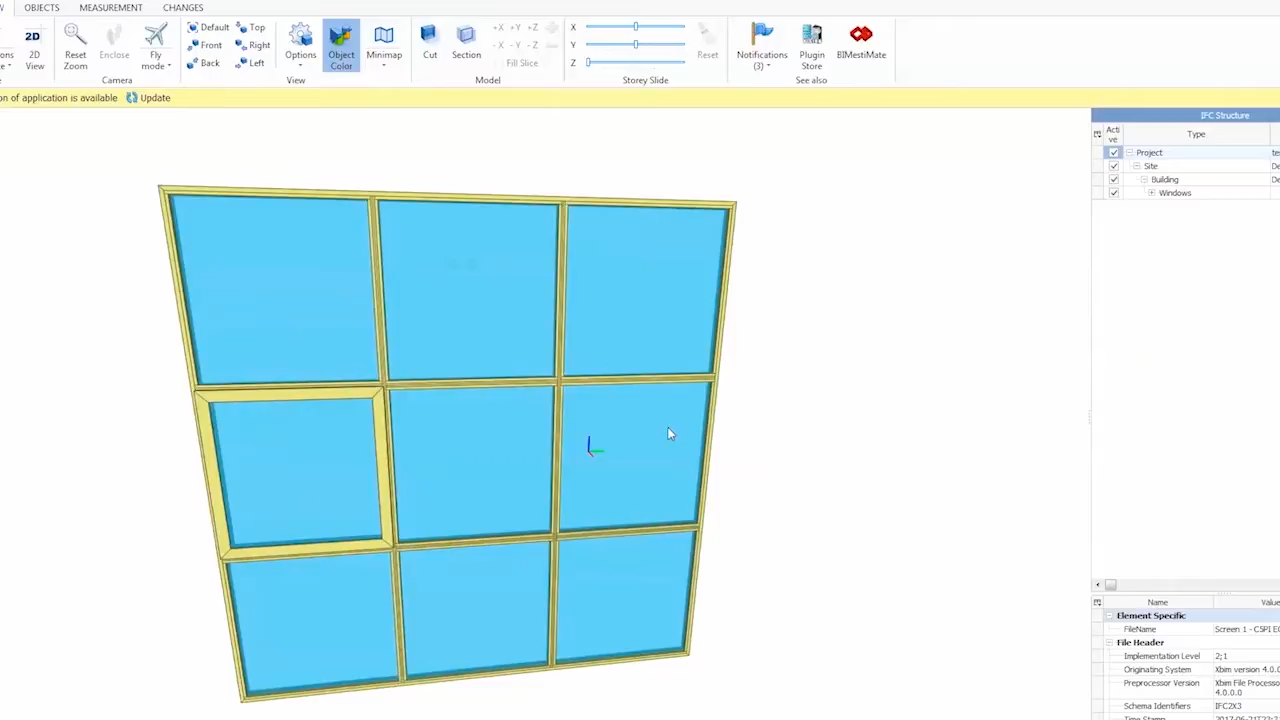 OBJECTS MEASUREMENT CHANGES
2D Reset Enclose Fly Default Top Options Object Minimap Cut Section +X +Y +Z X Reset Notifications Plugin BIMestiMate
View Zoom mode Front Right Color -X -Y -Z Y (3) Store
Back Left Fill Slice Z
Camera View Model Storey Slide See also
on of application is available Update
IFC Structure
Acti
ve Type
Project
Site
Building
Windows
Name Value
Element Specific
FileName Screen 1 - CSPI
File Header
Implementation Level 2;1
Originating System Xbim version 4.0.0
Preprocessor Version Xbim File Processo
4.0.0.0
Schema Identifiers IFC2X3